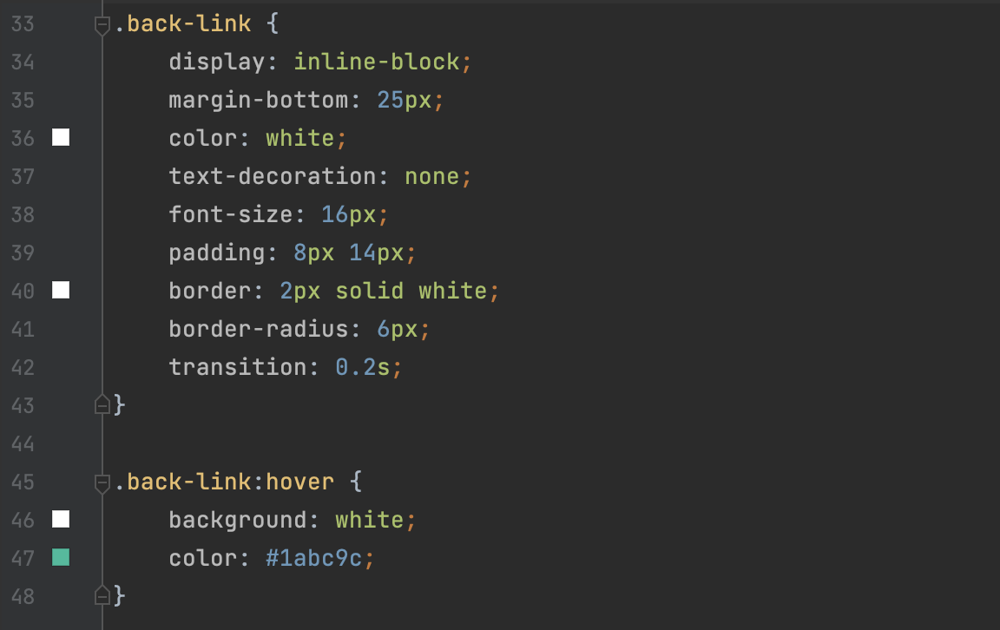 33 .back-link {
34     display: inline-block;
35     margin-bottom: 25px;
36     color: white;
37     text-decoration: none;
38     font-size: 16px;
39     padding: 8px 14px;
40     border: 2px solid white;
41     border-radius: 6px;
42     transition: 0.2s;
43 }
44
45 .back-link:hover {
46     background: white;
47     color: #1abc9c;
48 }